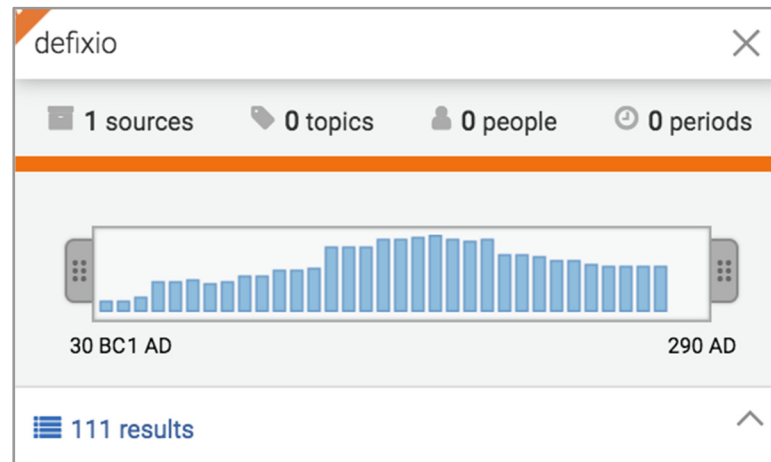 defixio
1 sources 0 topics 0 people 0 periods
30 BC1 AD 290 AD
111 results